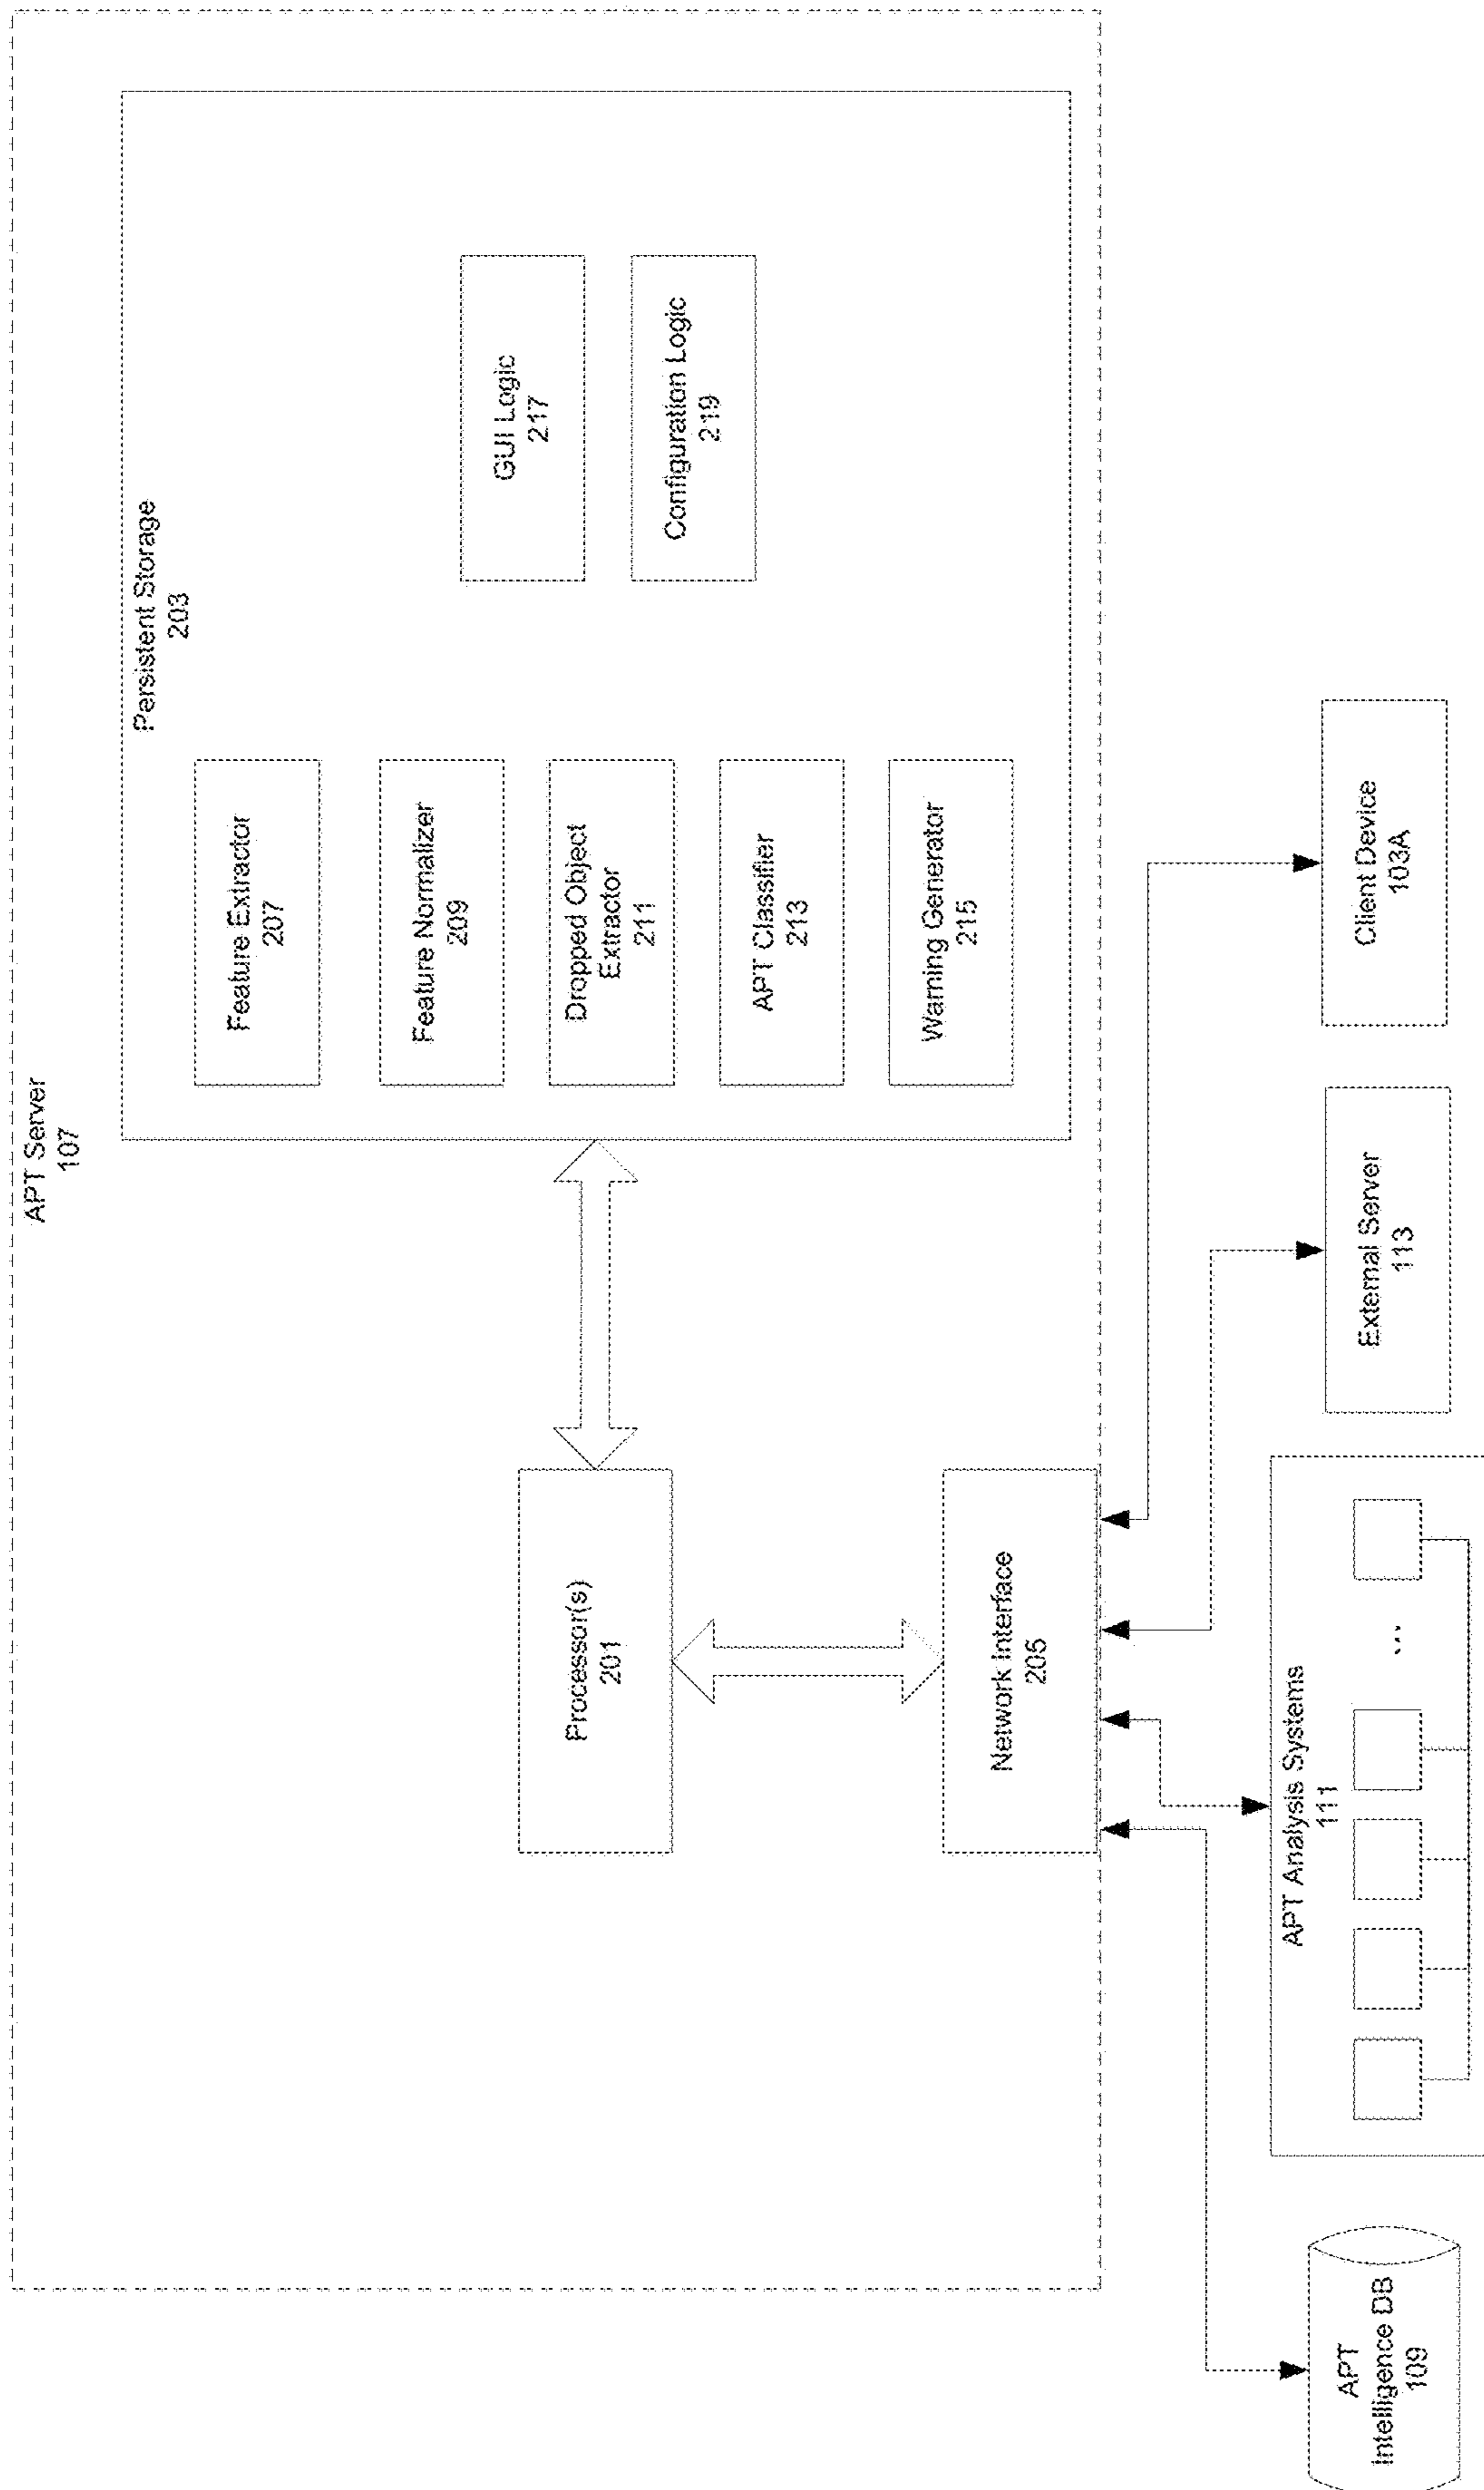 APT Server
107
Persistent Storage
203
Feature Extractor
207
Feature Normalizer
209
Dropped Object
Extractor
211
APT Classifier
213
Warning Generator
215
GUI Logic
217
Configuration Logic
219
Processor(s)
201
Network Interface
205
APT
Intelligence DB
109
APT Analysis Systems
111
...
External Server
113
Client Device
103A